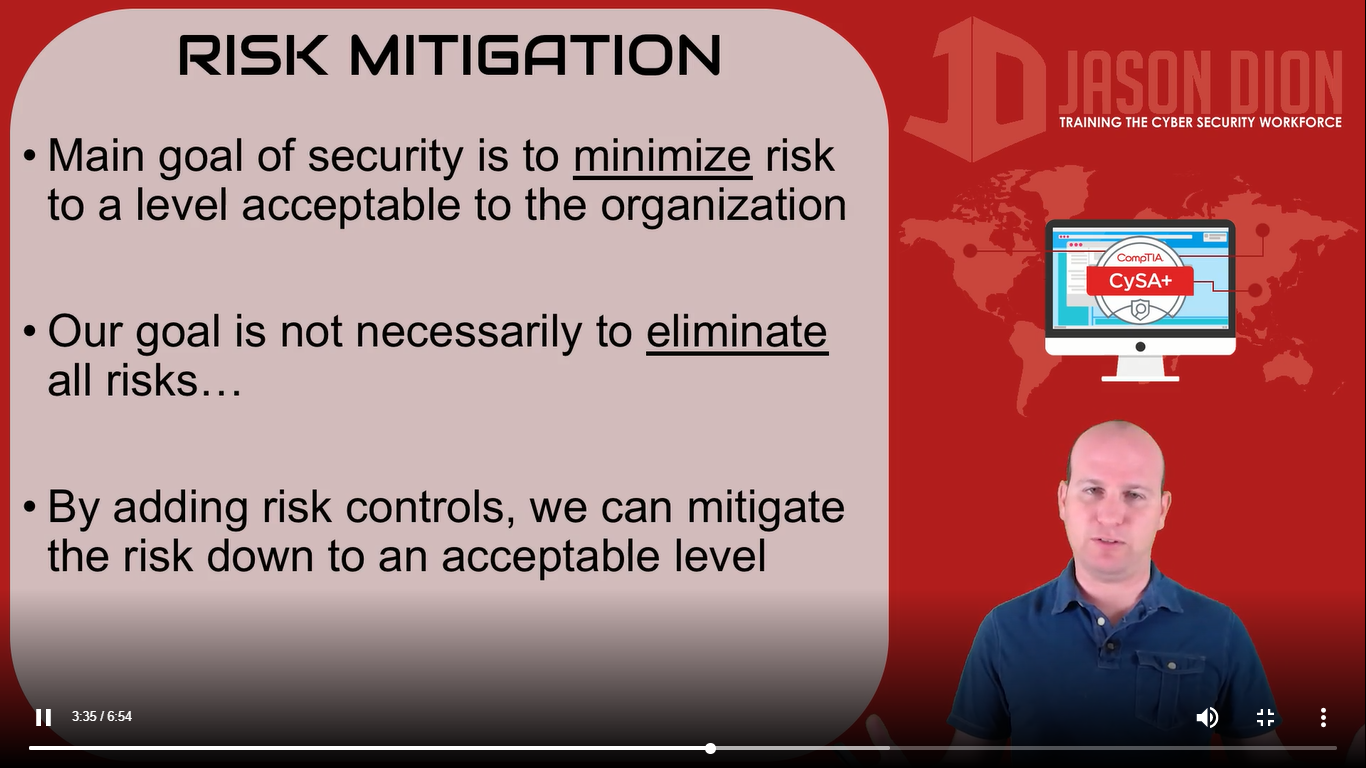 RISK MITIGATION
• Main goal of security is to minimize risk
to a level acceptable to the organization
• Our goal is not necessarily to eliminate
all risks…
• By adding risk controls, we can mitigate
the risk down to an acceptable level
JD JASON DION
TRAINING THE CYBER SECURITY WORKFORCE
CompTIA
CySA+
3:35 / 6:54